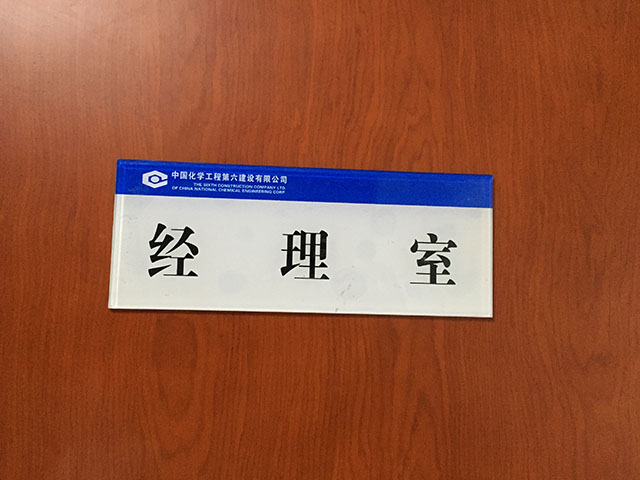 中国化学工程第六建设有限公司
THE SIXTH CONSTRUCTION COMPANY LTD.
OF CHINA NATIONAL CHEMICAL ENGINEERING CORP
经理室